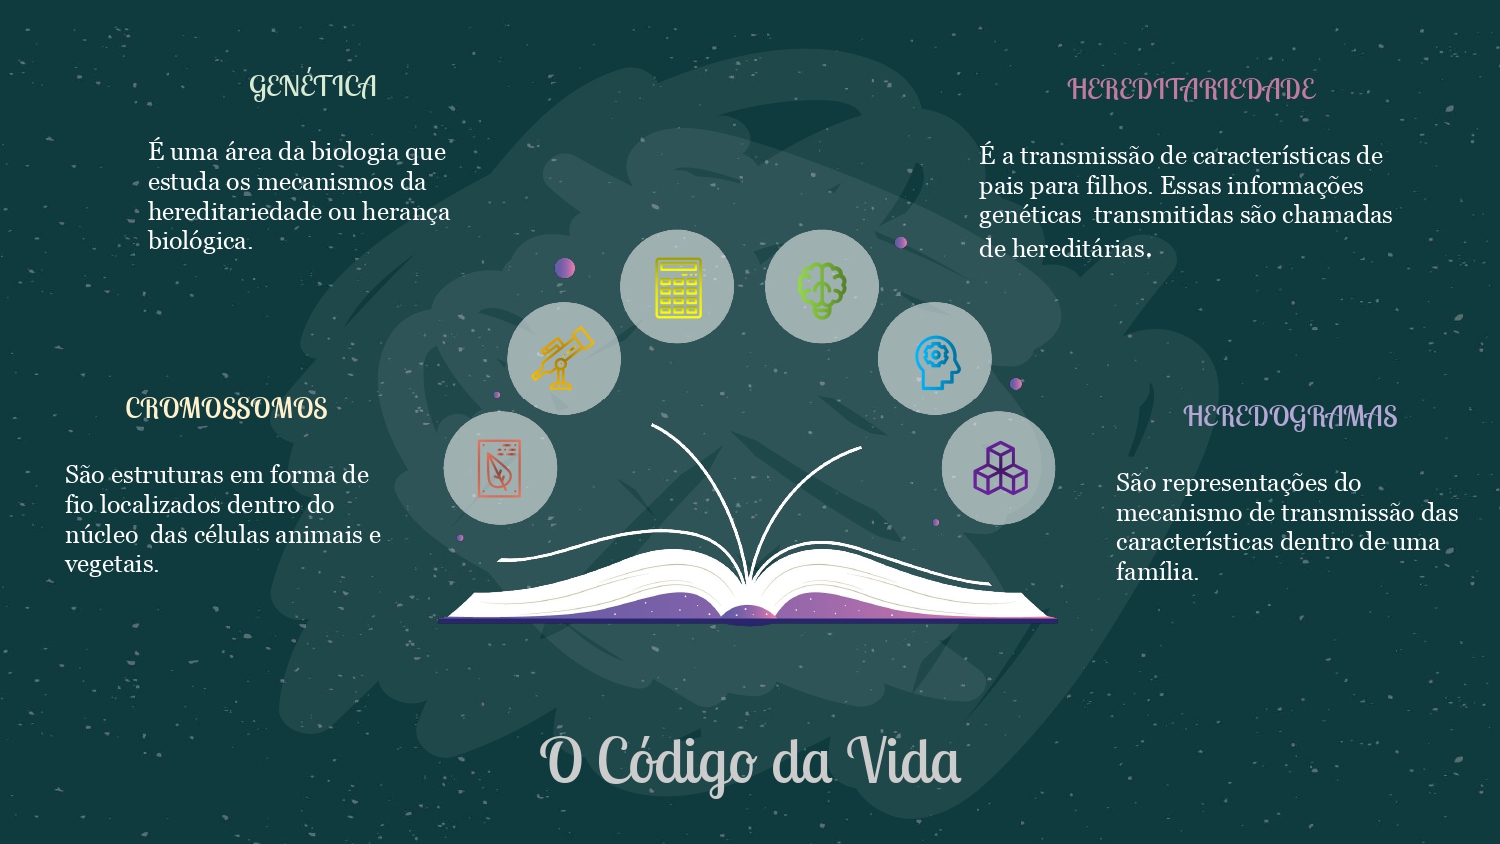 GENÉTICA
É uma área da biologia que
estuda os mecanismos da
hereditariedade ou herança
biológica.
HEREDITARIEDADE
É a transmissão de características de
pais para filhos. Essas informações
genéticas  transmitidas são chamadas
de hereditárias.
CROMOSSOMOS
São estruturas em forma de
fio localizados dentro do
núcleo  das células animais e
vegetais.
HEREDOGRAMAS
São representações do
mecanismo de transmissão das
características dentro de uma
família.
O Código da Vida